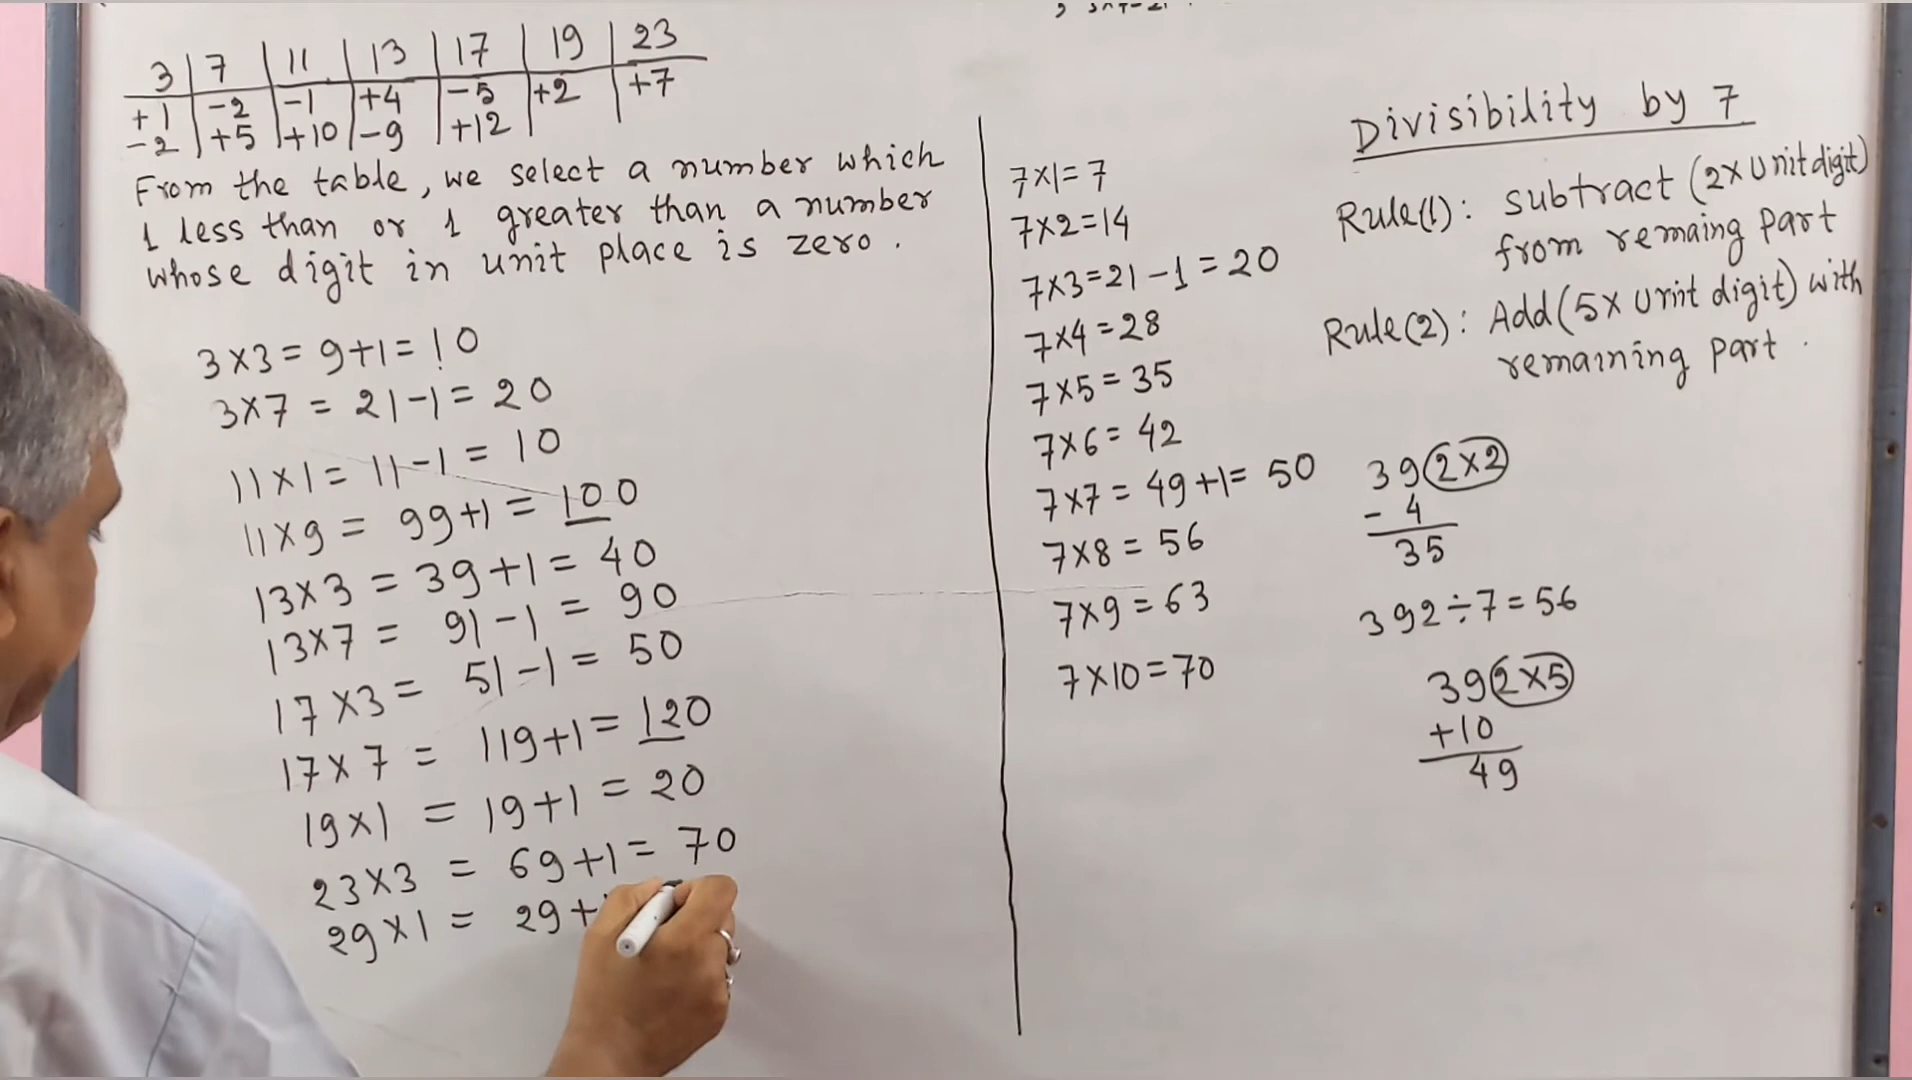 3 | 7 | 11 | 13 | 17 | 19 | 23
+1 | -2 | -1 | +4 | -5 | +2 | +7
-2 | +5 | +10 | -9 | +12
From the table, we select a number which
1 less than or 1 greater than a number
whose digit in unit place is zero.
3×3 = 9+1 = 10
3×7 = 21-1 = 20
11×1 = 11-1 = 10
11×9 = 99+1 = 100
13×3 = 39+1 = 40
13×7 = 91-1 = 90
17×3 = 51-1 = 50
17×7 = 119+1 = 120
19×1 = 19+1 = 20
23×3 = 69+1 = 70
29×1 = 29+
7×1=7
7×2=14
7×3=21-1=20
7×4=28
7×5=35
7×6=42
7×7=49+1=50
7×8=56
7×9=63
7×10=70
Divisibility by 7
Rule(1): Subtract (2× Unit digit)
from remaing part
Rule(2): Add (5× Unit digit) with
remaining part.
39(2×2)
- 4
35
392÷7=56
39(2×5)
+10
49